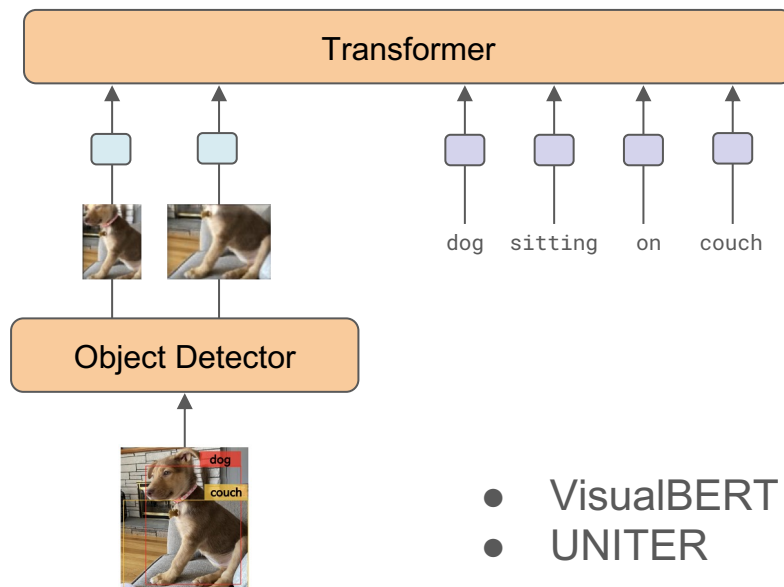 Transformer
dog sitting on couch
Object Detector
dog
couch
● VisualBERT
● UNITER